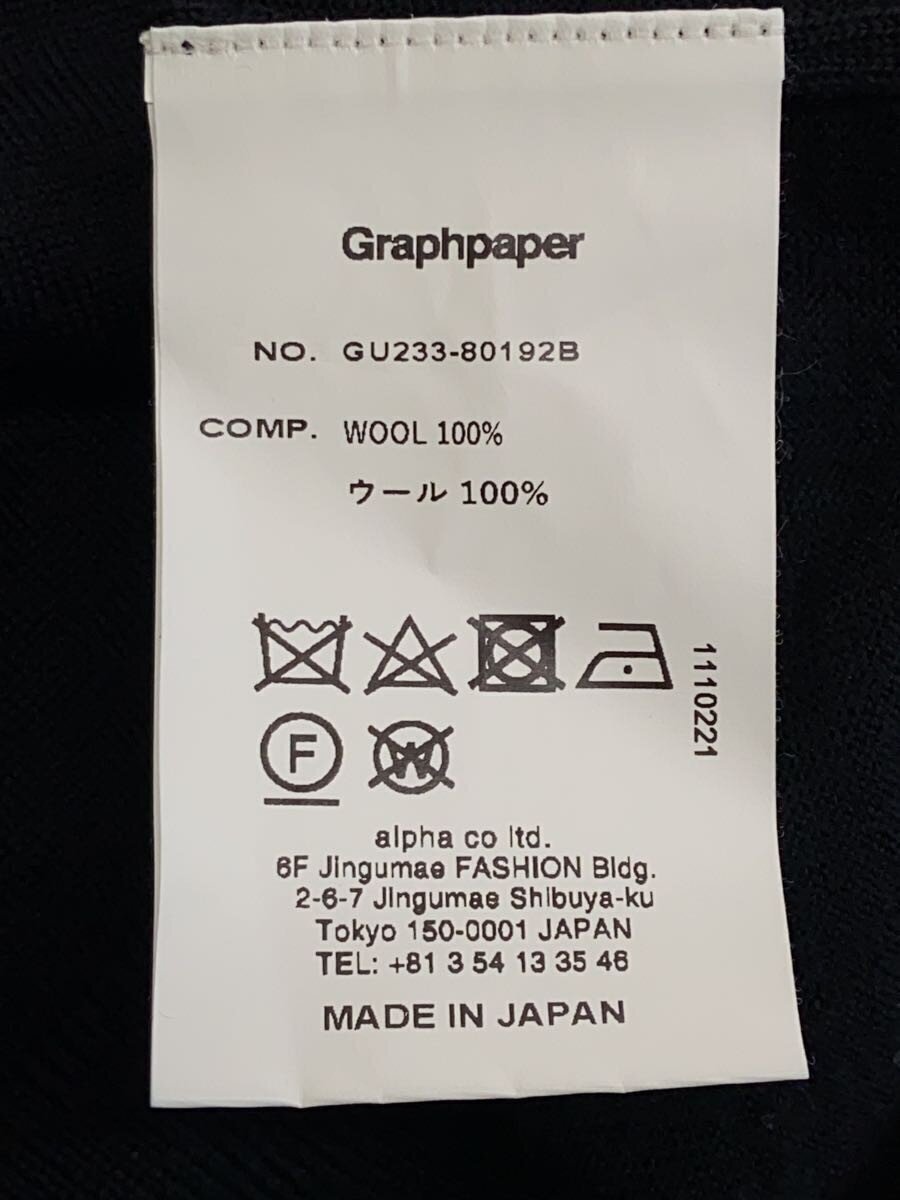 Graphpaper
NO. GU233-80192B
COMP. WOOL 100%
ウール 100%
1110221
F
W
alpha co ltd.
6F Jingumae FASHION Bldg.
2-6-7 Jingumae Shibuya-ku
Tokyo 150-0001 JAPAN
TEL: +81 3 54 13 35 46
MADE IN JAPAN